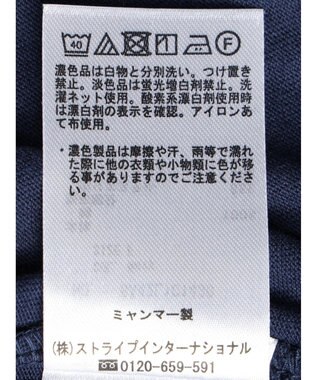 40 F
濃色品は白物と分別洗い。つけ置き
禁止。淡色品は蛍光増白剤禁止。洗
濯ネット使用。酸素系漂白剤使用時
は漂白剤の表示を確認。アイロンあ
て布使用。
・濃色製品は摩擦や汗、雨等で濡れ
た際に他の衣類や小物類に色が移
る事がありますのでご注意ください。
ミャンマー製
(株)ストライプインターナショナル
0120-659-591